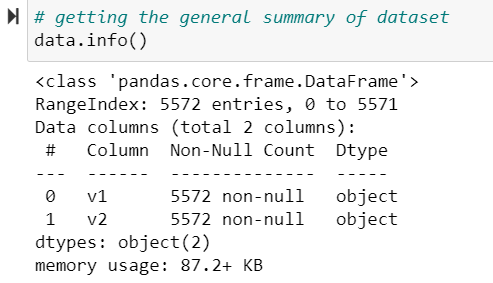 # getting the general summary of dataset
data.info()
<class 'pandas.core.frame.DataFrame'>
RangeIndex: 5572 entries, 0 to 5571
Data columns (total 2 columns):
 #   Column  Non-Null Count  Dtype
---  ------  --------------  -----
 0   v1      5572 non-null   object
 1   v2      5572 non-null   object
dtypes: object(2)
memory usage: 87.2+ KB